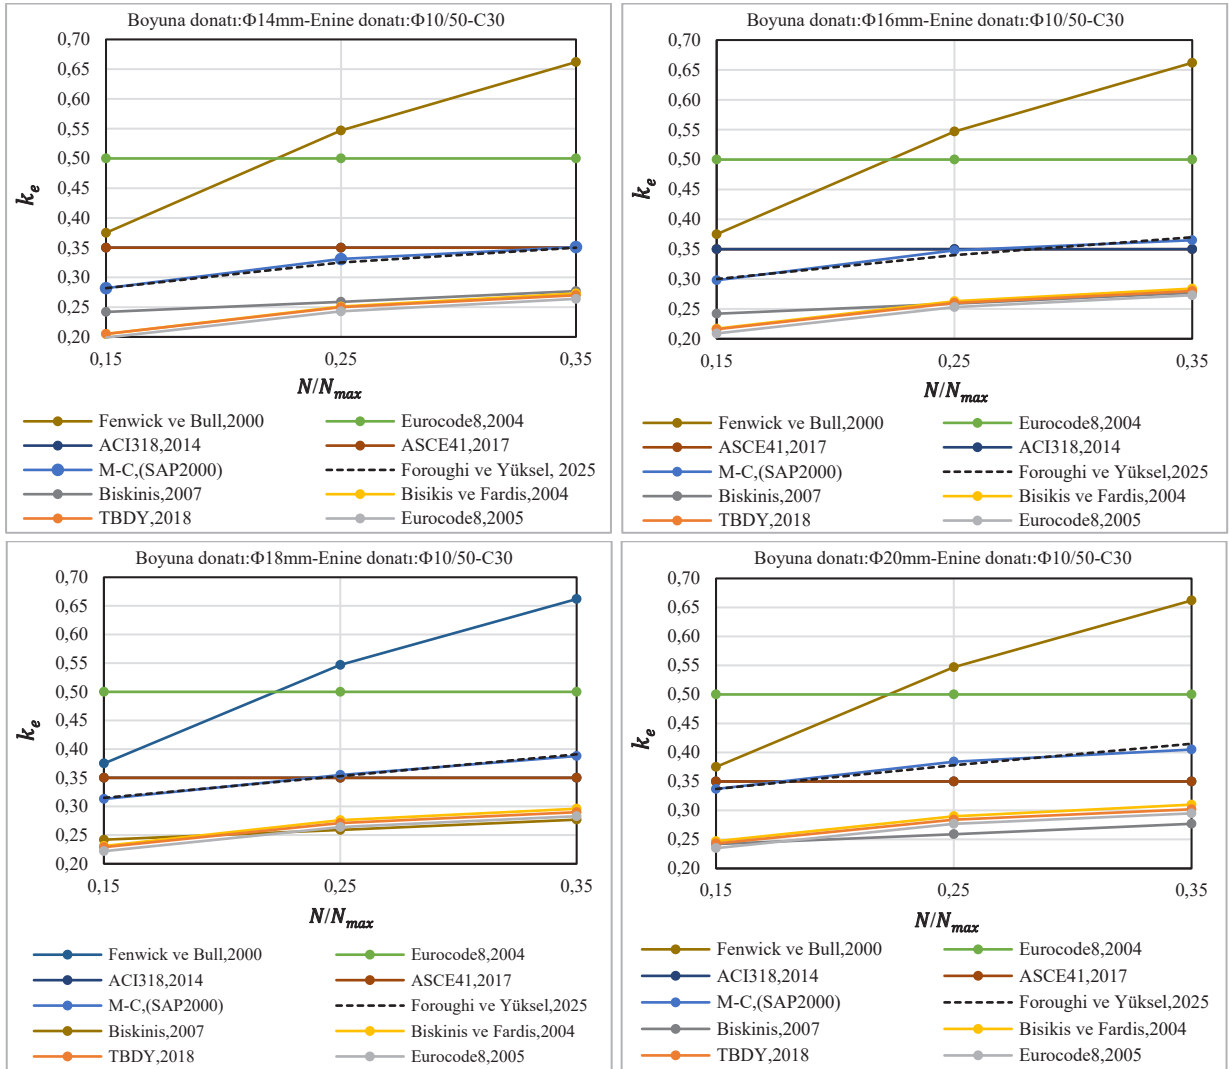 Boyuna donatı:Φ14mm-Enine donatı:Φ10/50-C30
0,70
0,65
0,60
0,55
0,50
0,45
0,40
0,35
0,30
0,25
0,20
k_e
0,15 0,25 0,35
N/N_max
Fenwick ve Bull,2000 Eurocode8,2004
ACI318,2014 ASCE41,2017
M-C,(SAP2000) Foroughi ve Yüksel, 2025
Biskinis,2007 Bisikis ve Fardis,2004
TBDY,2018 Eurocode8,2005
Boyuna donatı:Φ16mm-Enine donatı:Φ10/50-C30
0,70
0,65
0,60
0,55
0,50
0,45
0,40
0,35
0,30
0,25
0,20
k_e
0,15 0,25 0,35
N/N_max
Fenwick ve Bull,2000 Eurocode8,2004
ASCE41,2017 ACI318,2014
M-C,(SAP2000) Foroughi ve Yüksel,2025
Biskinis,2007 Bisikis ve Fardis,2004
TBDY,2018 Eurocode8,2005
Boyuna donatı:Φ18mm-Enine donatı:Φ10/50-C30
0,70
0,65
0,60
0,55
0,50
0,45
0,40
0,35
0,30
0,25
0,20
k_e
0,15 0,25 0,35
N/N_max
Fenwick ve Bull,2000 Eurocode8,2004
ACI318,2014 ASCE41,2017
M-C,(SAP2000) Foroughi ve Yüksel,2025
Biskinis,2007 Biskinis ve Fardis,2004
TBDY,2018 Eurocode8,2005
Boyuna donatı:Φ20mm-Enine donatı:Φ10/50-C30
0,70
0,65
0,60
0,55
0,50
0,45
0,40
0,35
0,30
0,25
0,20
k_e
0,15 0,25 0,35
N/N_max
Fenwick ve Bull,2000 Eurocode8,2004
ACI318,2014 ASCE41,2017
M-C,(SAP2000) Foroughi ve Yüksel,2025
Biskinis,2007 Bisikis ve Fardis,2004
TBDY,2018 Eurocode8,2005